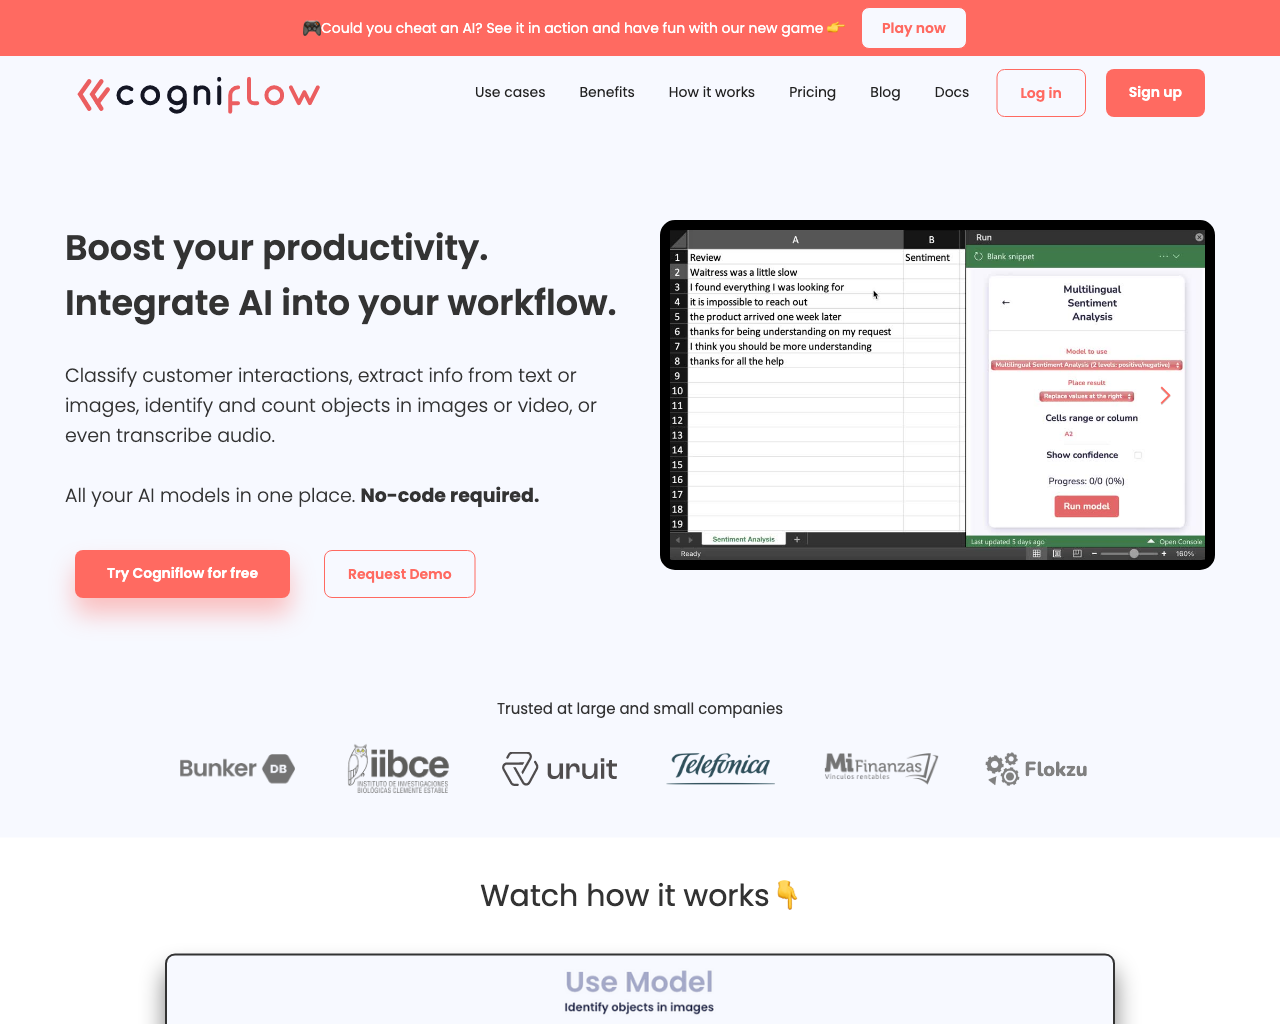 🎮Could you cheat an AI? See it in action and have fun with our new game 👉
Play now
cogniflow
Use cases
Benefits
How it works
Pricing
Blog
Docs
Log in
Sign up
Boost your productivity.
Integrate AI into your workflow.
Classify customer interactions, extract info from text or
images, identify and count objects in images or video, or
even transcribe audio.
All your AI models in one place. No-code required.
Try Cogniflow for free
Request Demo
A
B
1 Review Sentiment
2 Waitress was a little slow
3 I found everything I was looking for
4 it is impossible to reach out
5 the product arrived one week later
6 thanks for being understanding on my request
7 I think you should be more understanding
8 thanks for all the help
9
10
11
12
13
14
15
16
17
18
19
Sentiment Analysis +
Ready
Run
Blank snippet
...
←
Multilingual
Sentiment
Analysis
Model to use
Multilingual Sentiment Analysis (2 levels: positive/negative)
Place result
Replace values at the right
Cells range or column
A2
Show confidence
Progress: 0/0 (0%)
Run model
Last updated 5 days ago
Open Console
− + 160%
Trusted at large and small companies
Bunker DB
iibce
INSTITUTO DE INVESTIGACIONES
BIOLÓGICAS CLEMENTE ESTABLE
uruit
Telefónica
Mi Finanzas
Vínculos rentables
Flokzu
Watch how it works👇
Use Model
Identify objects in images